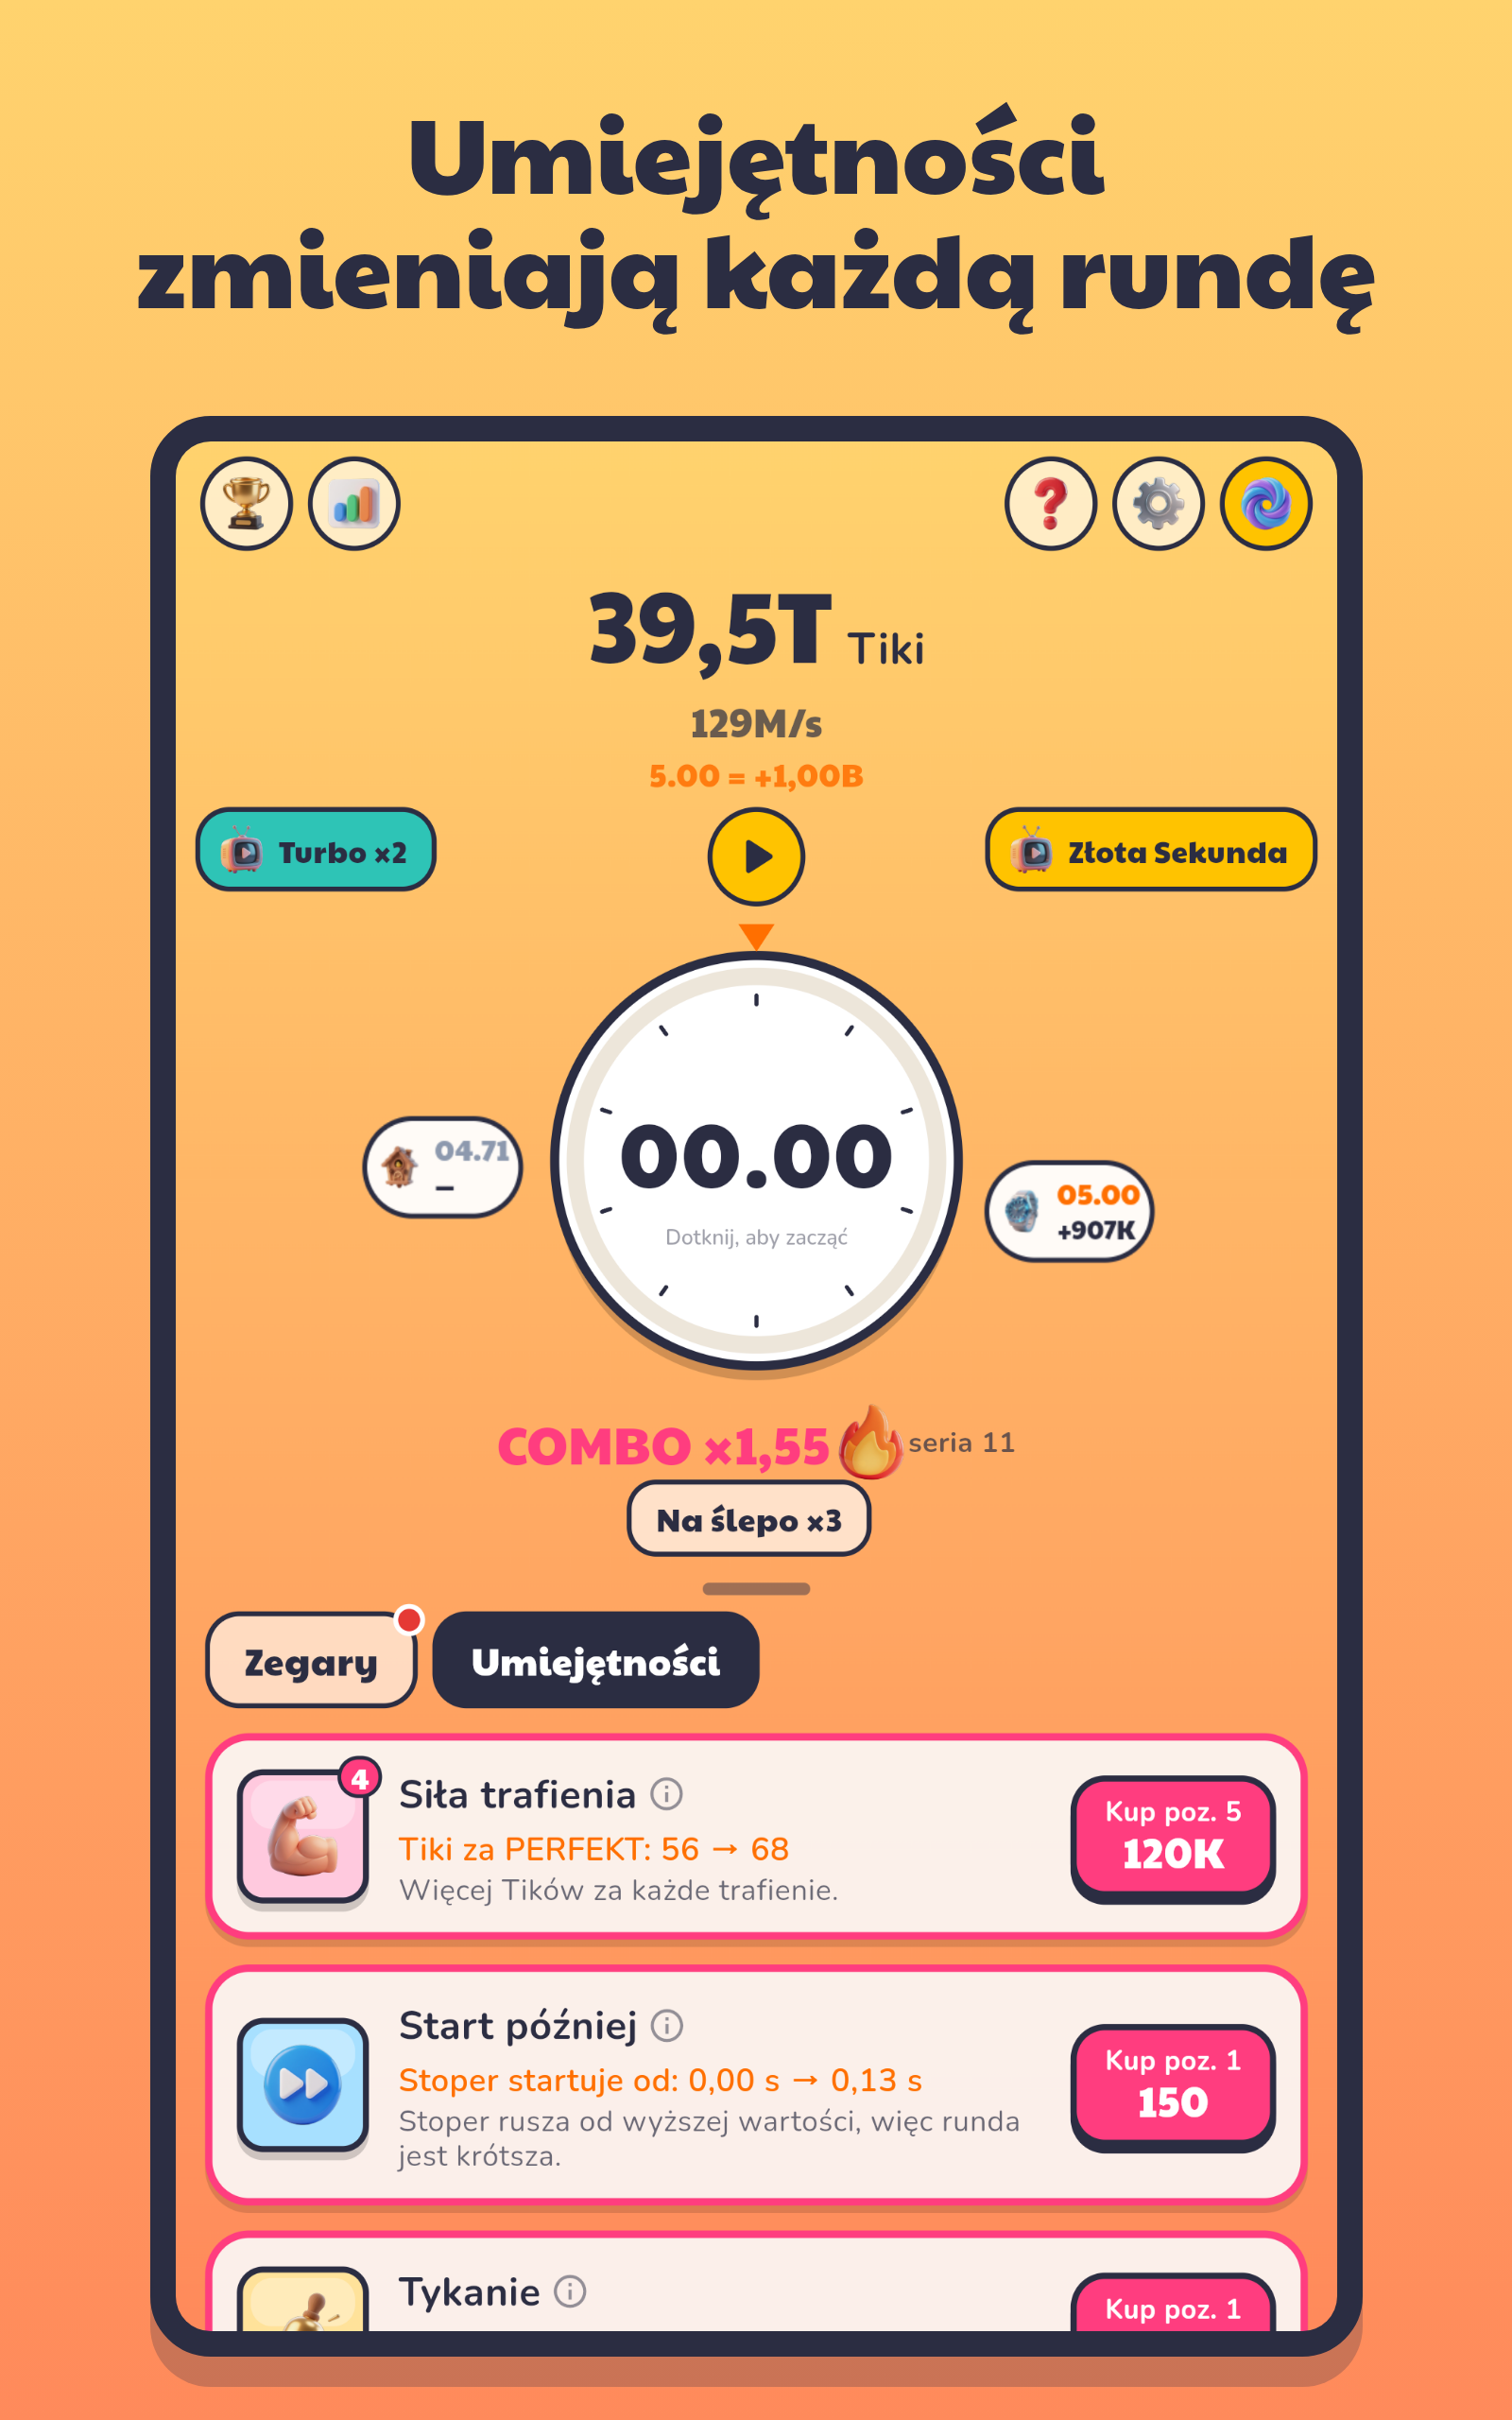 Umiejętności
zmieniają każdą rundę
39,5T Tiki
129M/s
5.00 = +1,00B
Turbo ×2
Złota Sekunda
04.71
–
00.00
Dotknij, aby zacząć
05.00
+907K
COMBO ×1,55 seria 11
Na ślepo ×3
Zegary
Umiejętności
4
Siła trafienia
Tiki za PERFEKT: 56 → 68
Więcej Tików za każde trafienie.
Kup poz. 5
120K
Start później
Stoper startuje od: 0,00 s → 0,13 s
Stoper rusza od wyższej wartości, więc runda
jest krótsza.
Kup poz. 1
150
Tykanie
Kup poz. 1